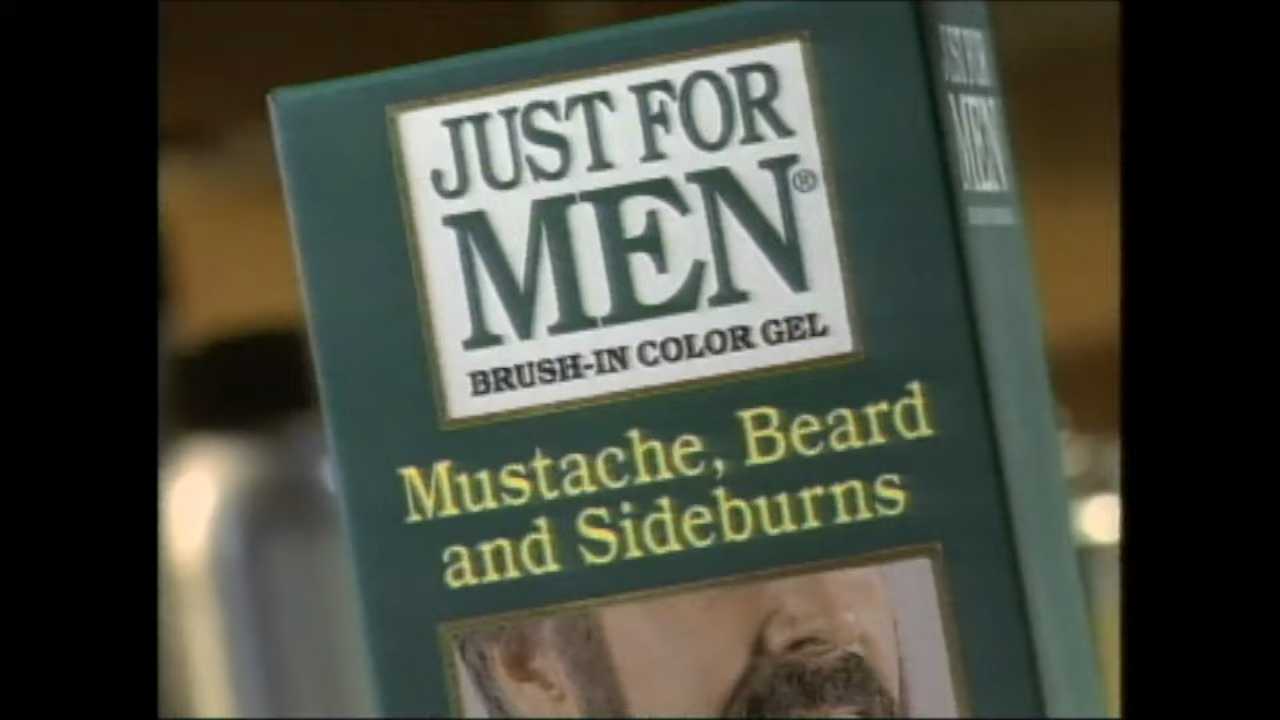 JUST FOR
MEN®
BRUSH-IN COLOR GEL
Mustache, Beard
and Sideburns
JUST FOR
MEN